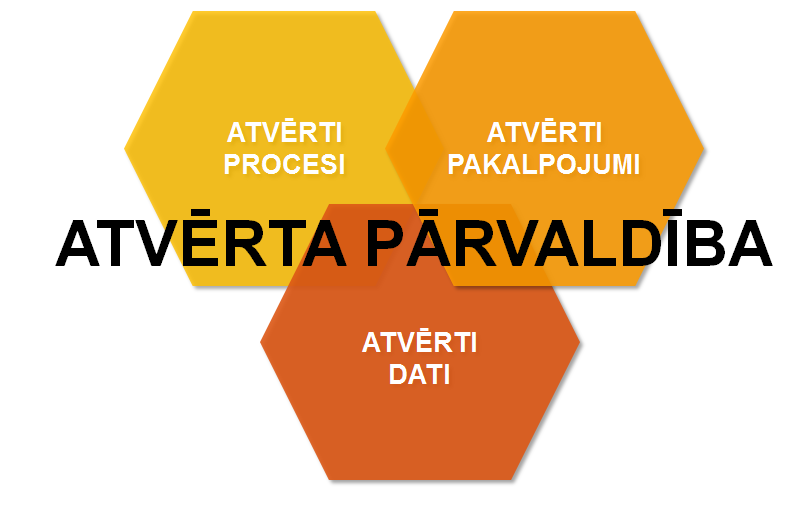 ATVĒRTI
PROCESI
ATVĒRTI
PAKALPOJUMI
ATVĒRTA PĀRVALDĪBA
ATVĒRTI
DATI